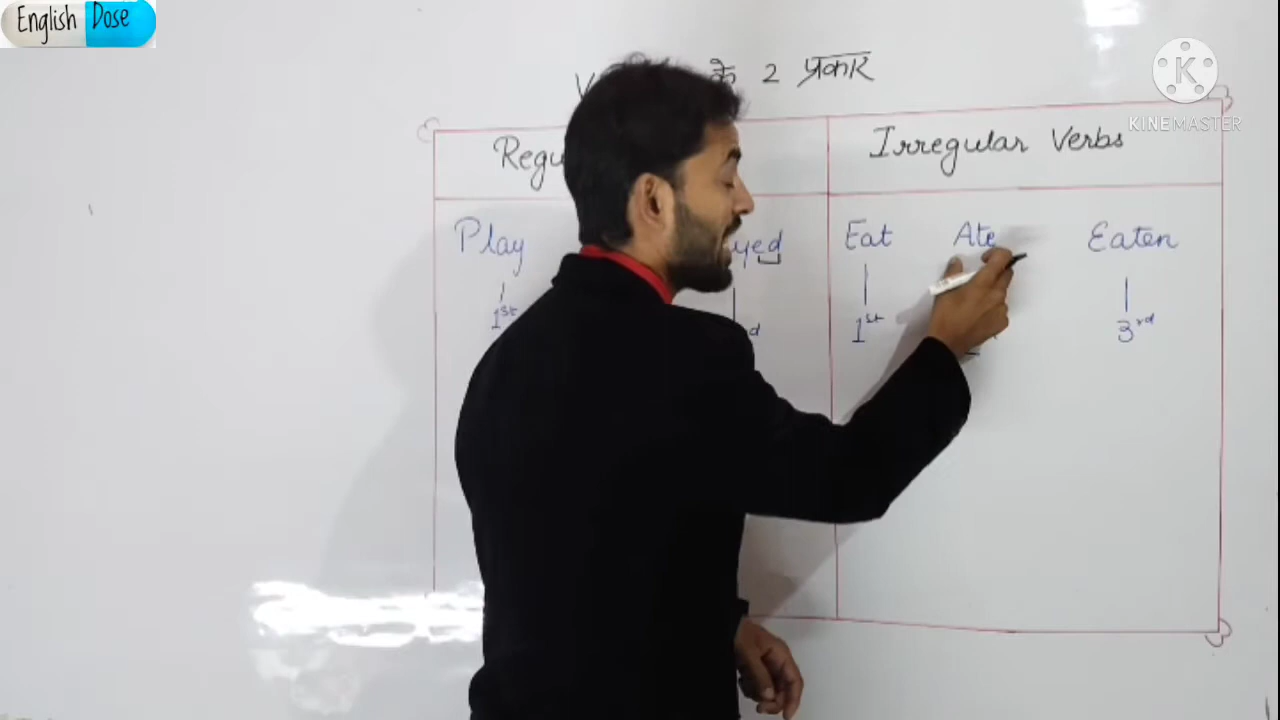 English Dose
के 2 प्रकार
KINEMASTER
Irregular Verbs
Play Eat Ate Eaten
1st 1st 3rd